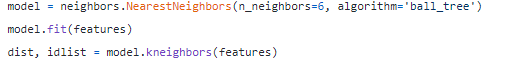 model = neighbors.NearestNeighbors(n_neighbors=6, algorithm='ball_tree')
model.fit(features)
dist, idlist = model.kneighbors(features)